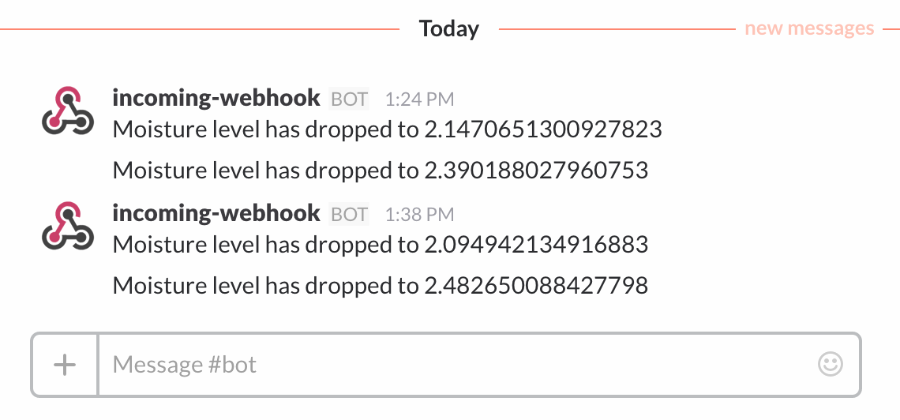 Today
new messages
incoming-webhook BOT 1:24 PM
Moisture level has dropped to 2.1470651300927823
Moisture level has dropped to 2.390188027960753
incoming-webhook BOT 1:38 PM
Moisture level has dropped to 2.094942134916883
Moisture level has dropped to 2.482650088427798
Message #bot